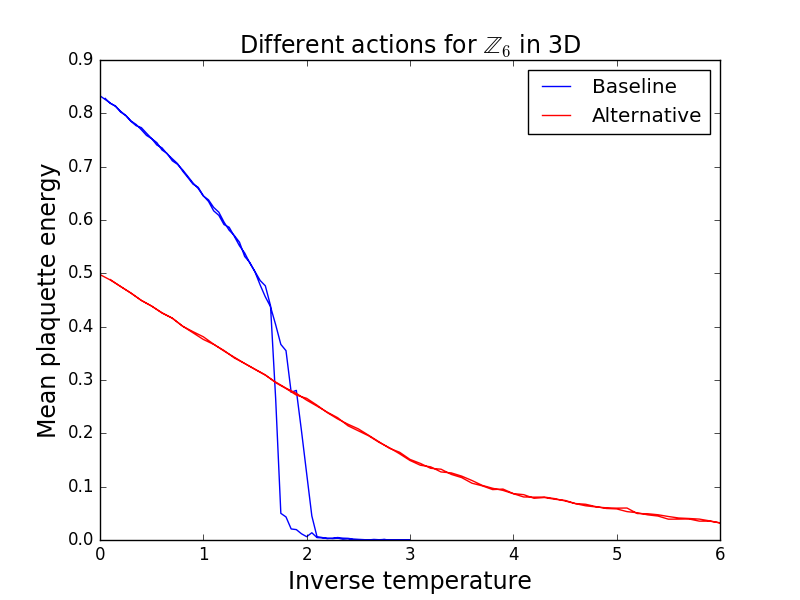 Different actions for ℤ₆ in 3D
Baseline
Alternative
Mean plaquette energy
0.9
0.8
0.7
0.6
0.5
0.4
0.3
0.2
0.1
0.0
0 1 2 3 4 5 6
Inverse temperature